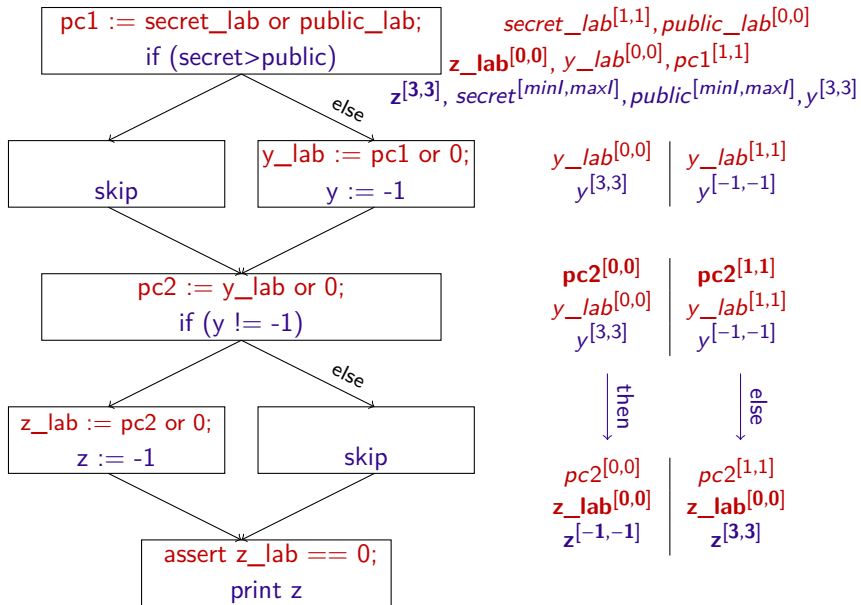 pc1 := secret_lab or public_lab;
if (secret>public)
secret_lab[1,1], public_lab[0,0]
z_lab[0,0], y_lab[0,0], pc1[1,1]
z[3,3], secret[minI,maxI], public[minI,maxI], y[3,3]
else
skip
y_lab := pc1 or 0;
y := -1
y_lab[0,0] y_lab[1,1]
y[3,3] y[−1,−1]
pc2 := y_lab or 0;
if (y != -1)
pc2[0,0] pc2[1,1]
y_lab[0,0] y_lab[1,1]
y[3,3] y[−1,−1]
else
then
else
z_lab := pc2 or 0;
z := -1
skip
pc2[0,0] pc2[1,1]
z_lab[0,0] z_lab[0,0]
z[−1,−1] z[3,3]
assert z_lab == 0;
print z